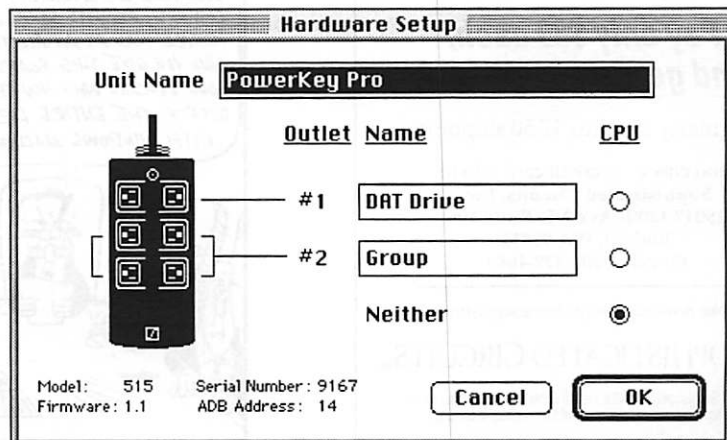 Hardware Setup
Unit Name PowerKey Pro
Outlet Name CPU
#1 DAT Drive
#2 Group
Neither
Model: 515 Serial Number: 9167
Firmware: 1.1 ADB Address: 14
Cancel OK